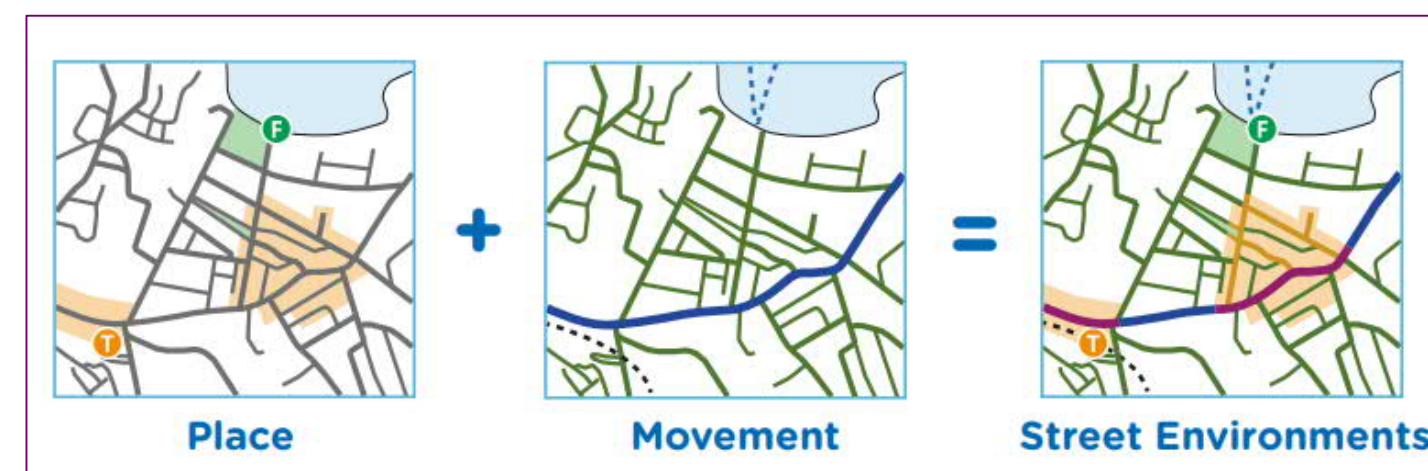 F
T
+
=
F
T
Place
Movement
Street Environments